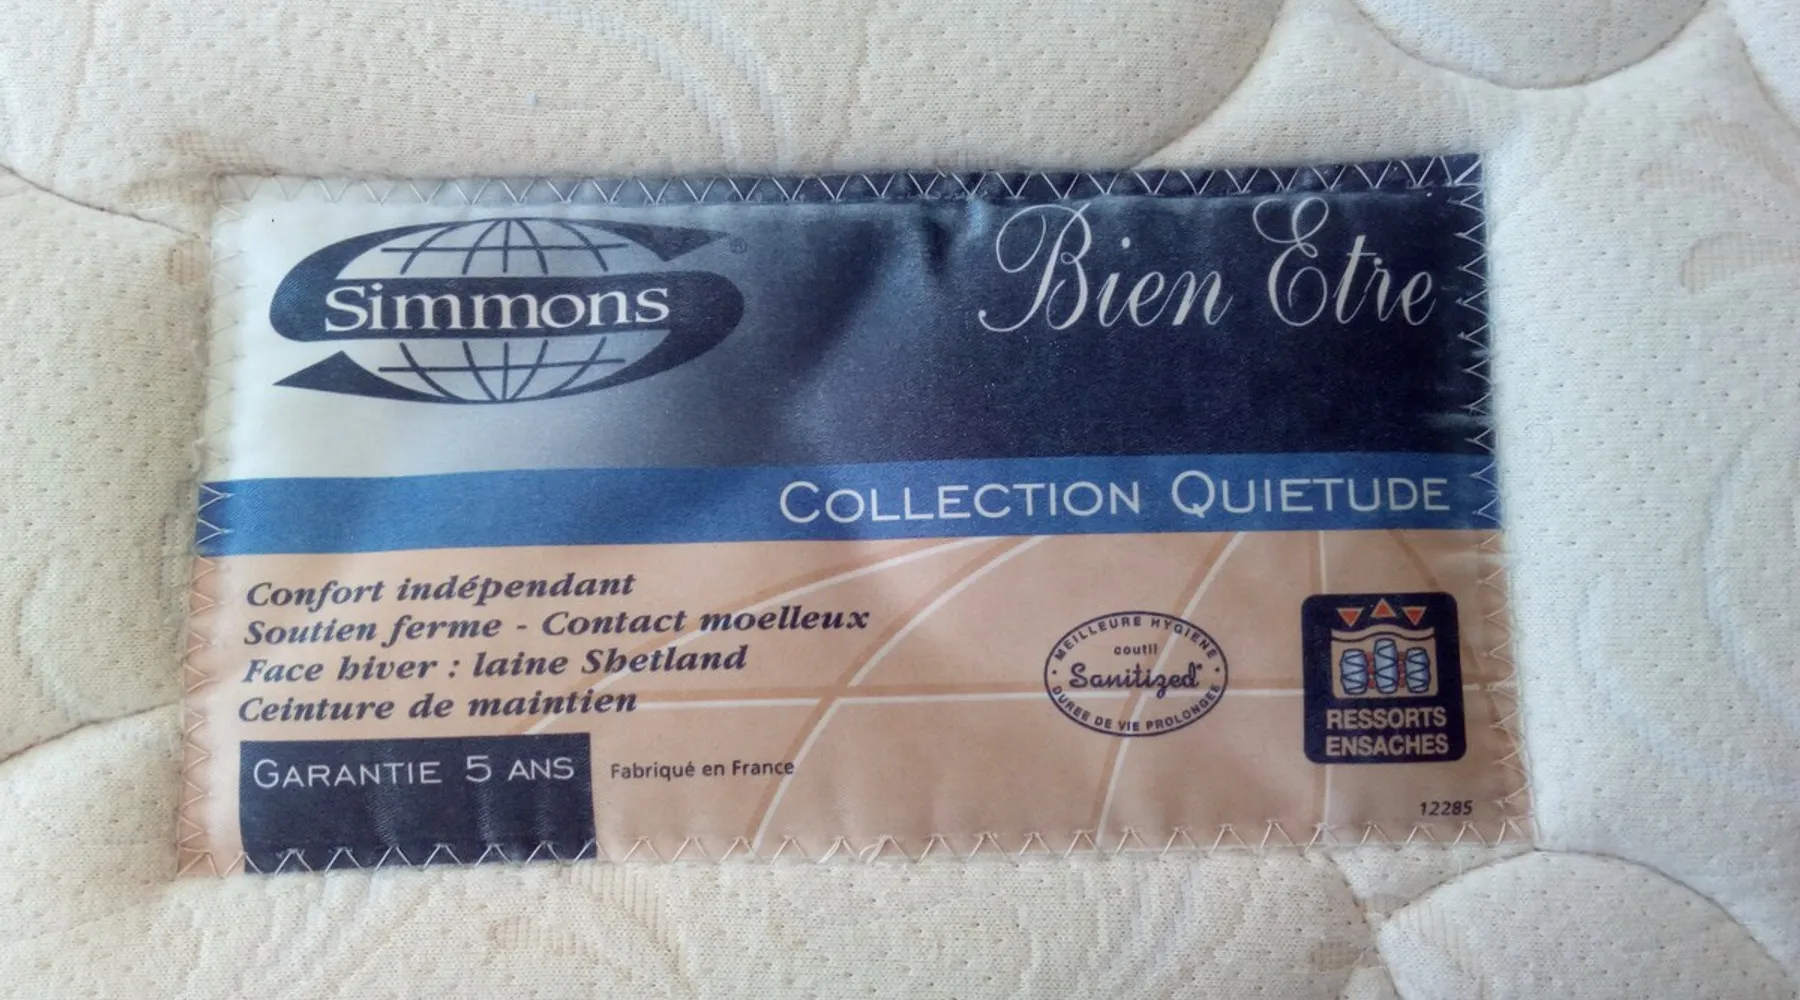 Simmons®
Bien Etre
COLLECTION QUIETUDE
Confort indépendant
Soutien ferme - Contact moelleux
Face hiver : laine Shetland
Ceinture de maintien
GARANTIE 5 ANS
Fabriqué en France
MEILLEURE HYGIENE
coutil
Sanitized
DUREE DE VIE PROLONGEE
RESSORTS
ENSACHES
12285